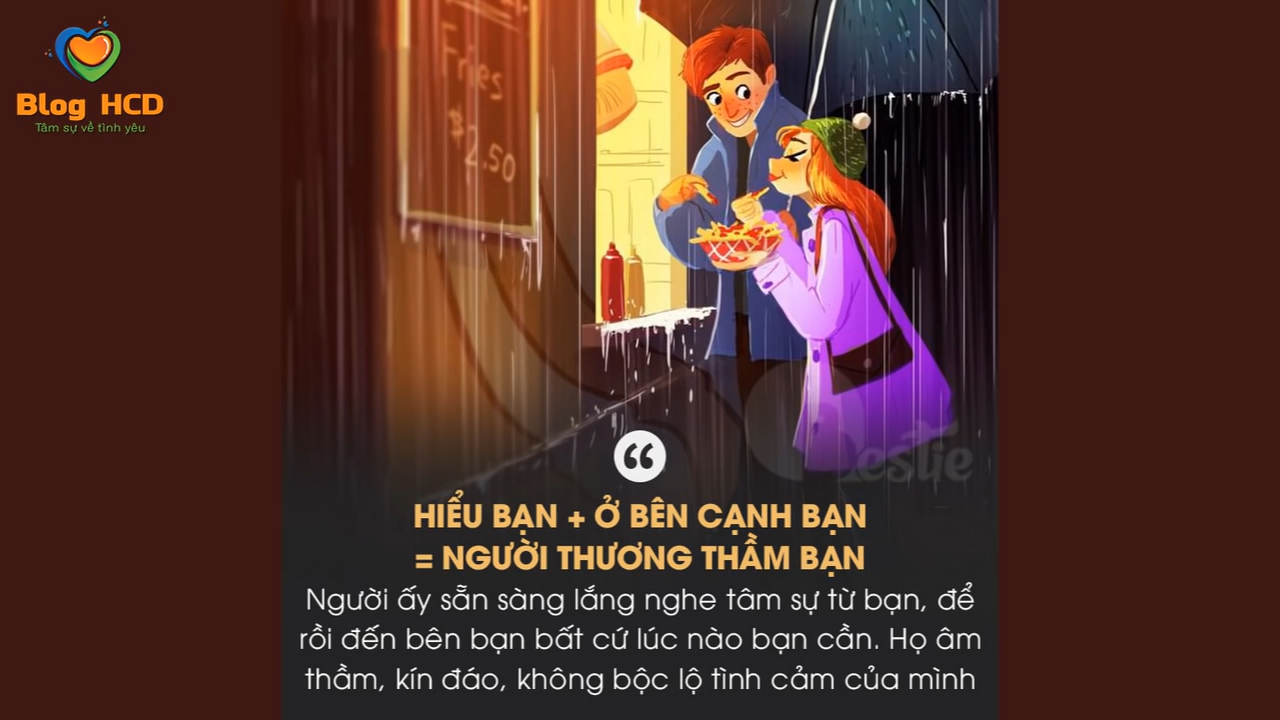 Blog HCD
Tâm sự về tình yêu
Fries
$2.50
HIỂU BẠN + Ở BÊN CẠNH BẠN
= NGƯỜI THƯƠNG THẦM BẠN
Người ấy sẵn sàng lắng nghe tâm sự từ bạn, để
rồi đến bên bạn bất cứ lúc nào bạn cần. Họ âm
thầm, kín đáo, không bộc lộ tình cảm của mình